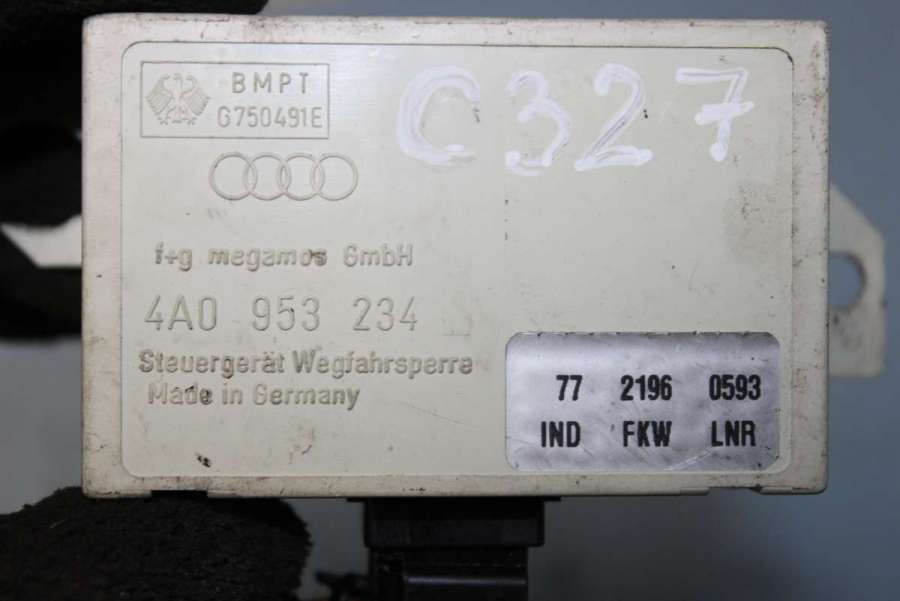 BMPT
G750491E
C327
f+g megamos GmbH
4A0 953 234
Steuergerät Wegfahrsperre
Made in Germany
77 2196 0593
IND FKW LNR